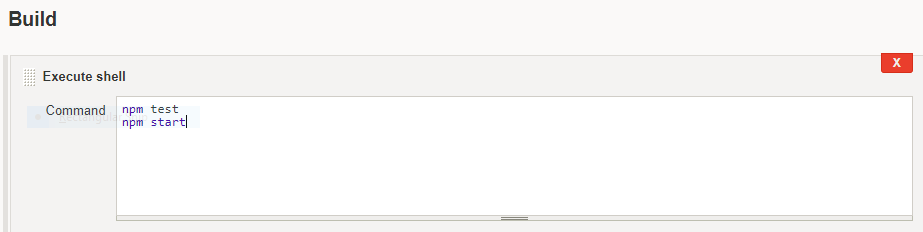 Build
Execute shell
X
Command
npm test
npm start